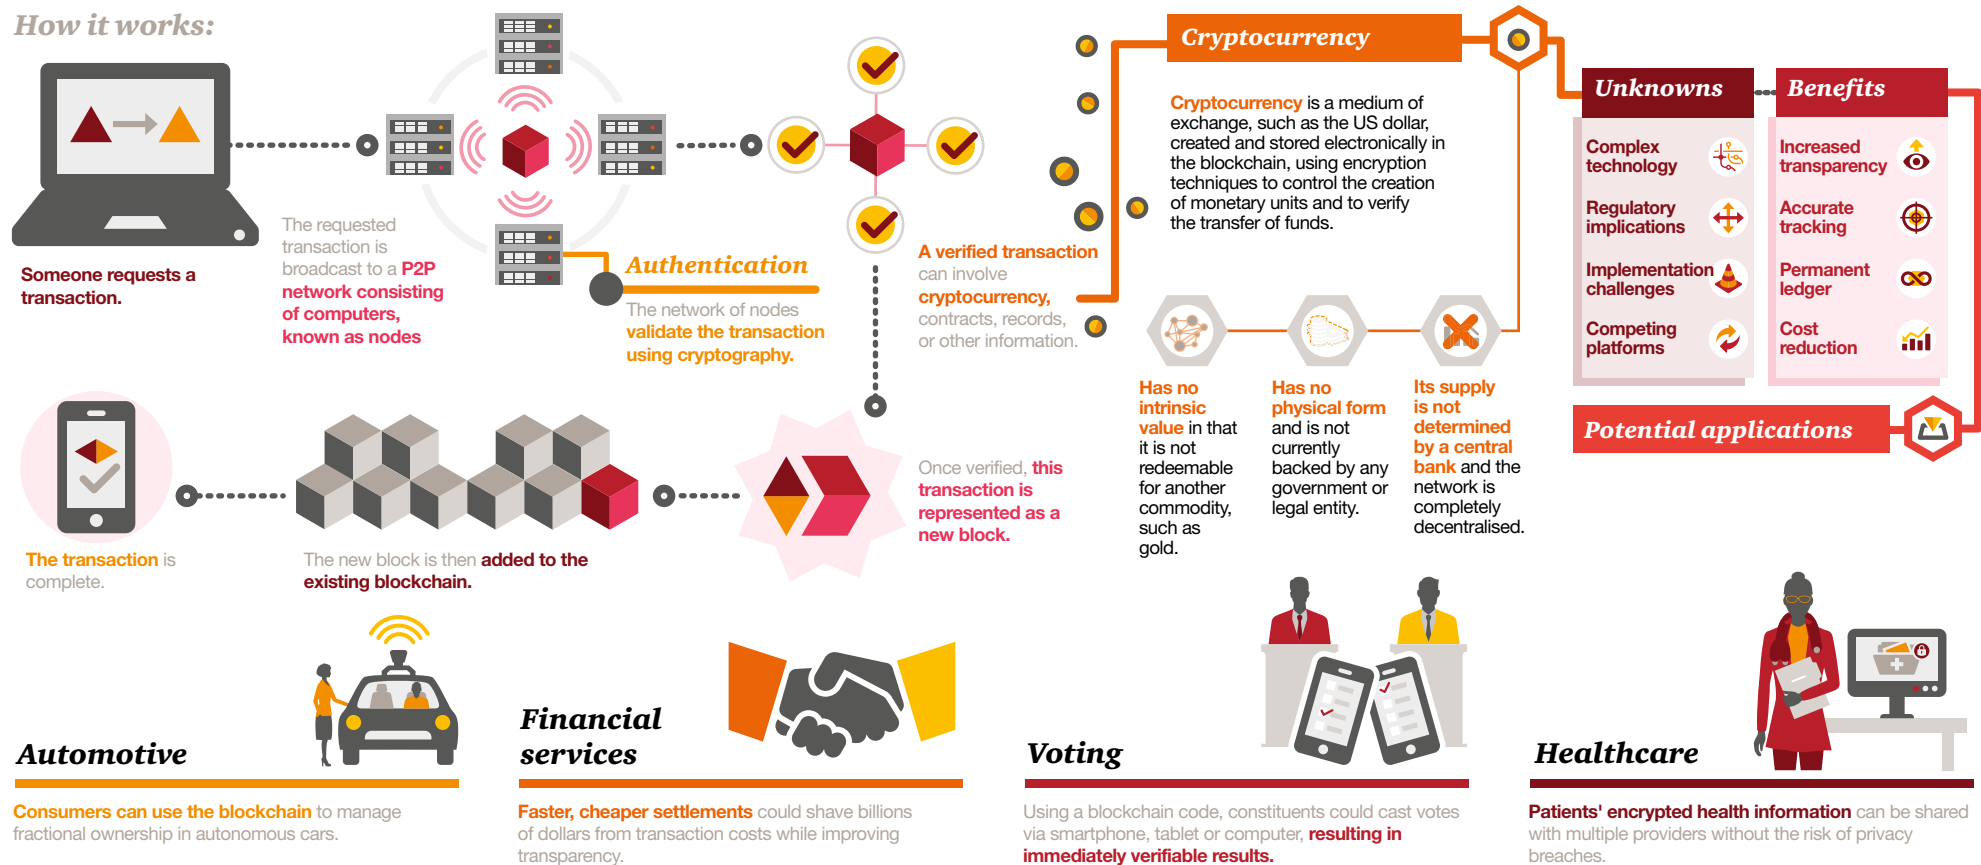 How it works:
Someone requests a
transaction.
The requested
transaction is
broadcast to a P2P
network consisting
of computers,
known as nodes
Authentication
The network of nodes
validate the transaction
using cryptography.
A verified transaction
can involve
cryptocurrency,
contracts, records,
or other information.
Once verified, this
transaction is
represented as a
new block.
The new block is then added to the
existing blockchain.
The transaction is
complete.
Cryptocurrency
Cryptocurrency is a medium of
exchange, such as the US dollar,
created and stored electronically in
the blockchain, using encryption
techniques to control the creation
of monetary units and to verify
the transfer of funds.
Has no
intrinsic
value in that
it is not
redeemable
for another
commodity,
such as
gold.
Has no
physical form
and is not
currently
backed by any
government or
legal entity.
Its supply
is not
determined
by a central
bank and the
network is
completely
decentralised.
Unknowns
Complex
technology
Regulatory
implications
Implementation
challenges
Competing
platforms
Benefits
Increased
transparency
Accurate
tracking
Permanent
ledger
Cost
reduction
Potential applications
Automotive
Consumers can use the blockchain to manage
fractional ownership in autonomous cars.
Financial
services
Faster, cheaper settlements could shave billions
of dollars from transaction costs while improving
transparency.
Voting
Using a blockchain code, constituents could cast votes
via smartphone, tablet or computer, resulting in
immediately verifiable results.
Healthcare
Patients' encrypted health information can be shared
with multiple providers without the risk of privacy
breaches.